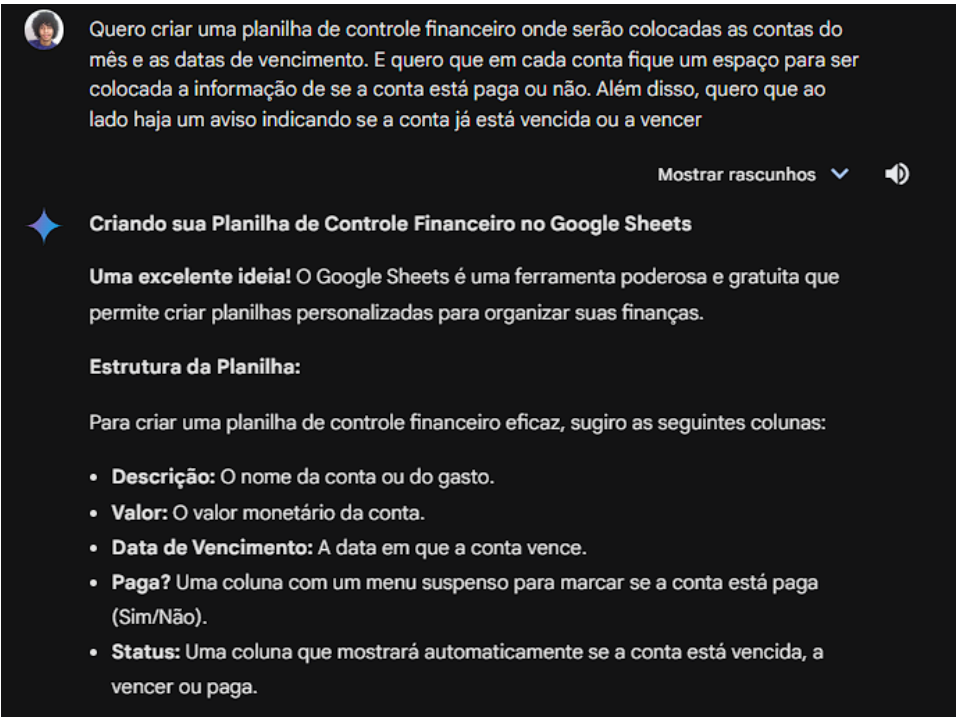 Quero criar uma planilha de controle financeiro onde serão colocadas as contas do
mês e as datas de vencimento. E quero que em cada conta fique um espaço para ser
colocada a informação de se a conta está paga ou não. Além disso, quero que ao
lado haja um aviso indicando se a conta já está vencida ou a vencer
Mostrar rascunhos
Criando sua Planilha de Controle Financeiro no Google Sheets
Uma excelente ideia! O Google Sheets é uma ferramenta poderosa e gratuita que
permite criar planilhas personalizadas para organizar suas finanças.
Estrutura da Planilha:
Para criar uma planilha de controle financeiro eficaz, sugiro as seguintes colunas:
• Descrição: O nome da conta ou do gasto.
• Valor: O valor monetário da conta.
• Data de Vencimento: A data em que a conta vence.
• Paga? Uma coluna com um menu suspenso para marcar se a conta está paga
(Sim/Não).
• Status: Uma coluna que mostrará automaticamente se a conta está vencida, a
vencer ou paga.